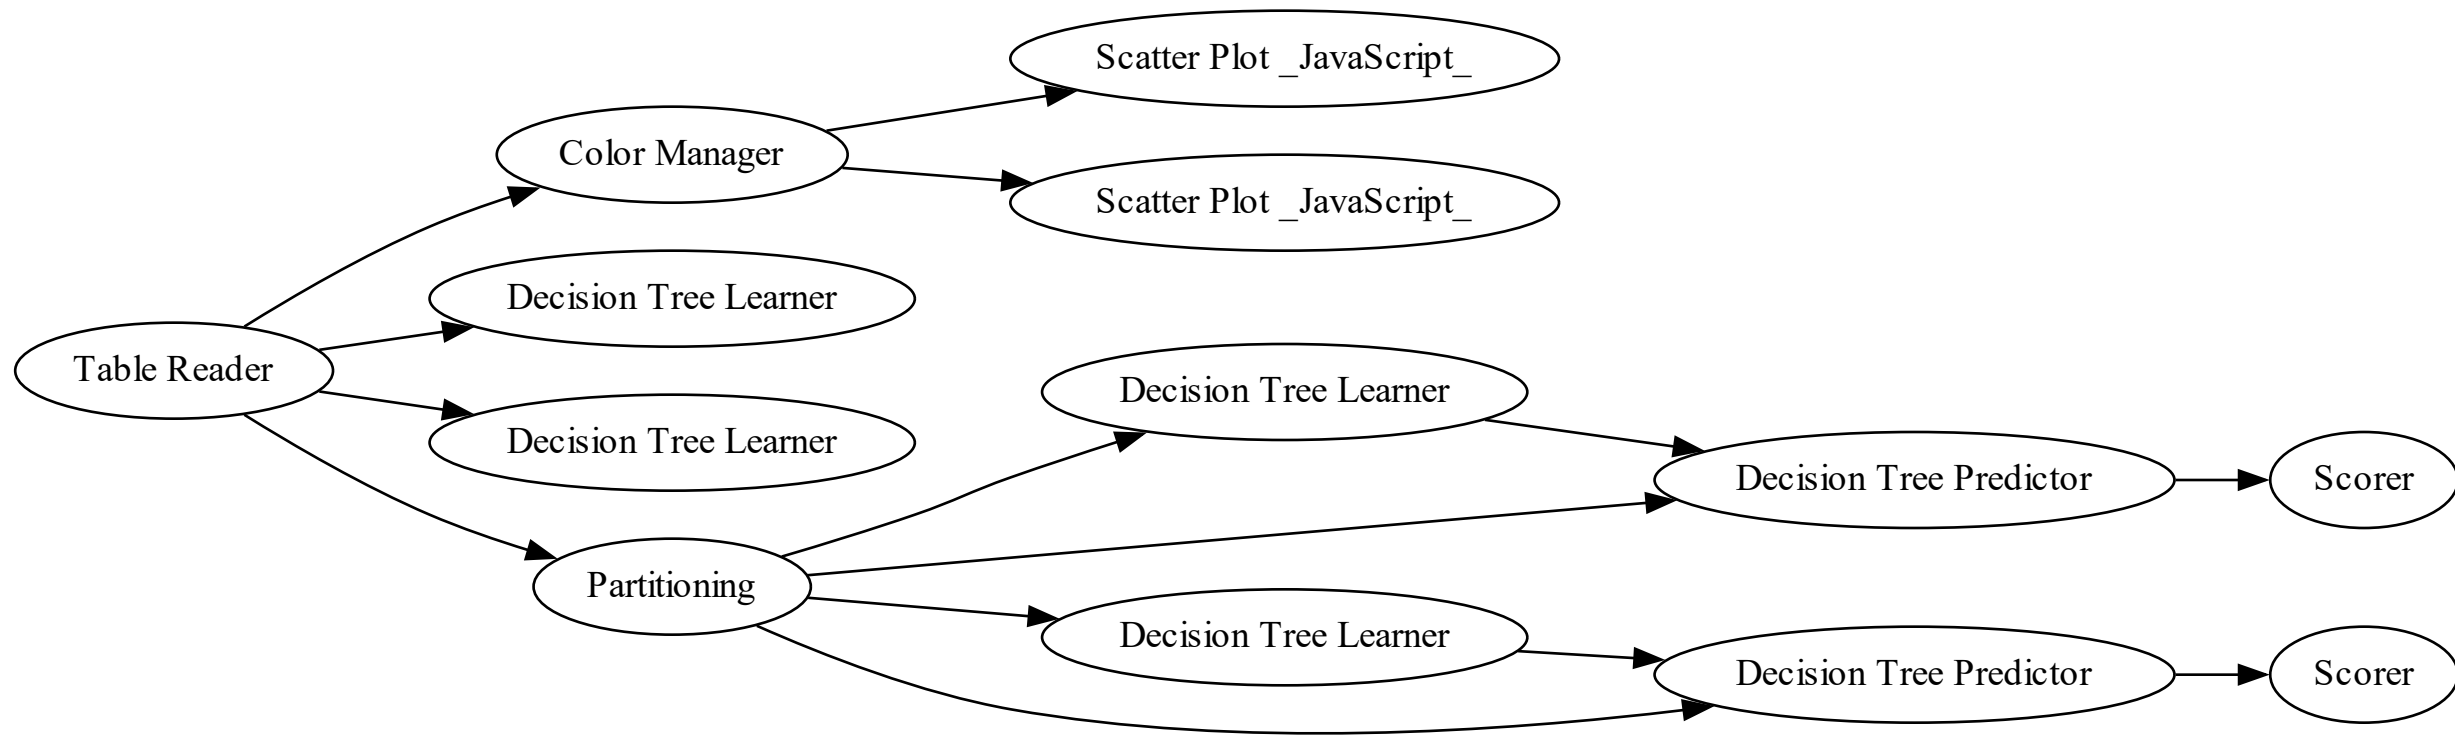 Scatter Plot _JavaScript_
Color Manager
Scatter Plot _JavaScript_
Decision Tree Learner
Table Reader
Decision Tree Learner
Decision Tree Learner
Decision Tree Predictor
Scorer
Partitioning
Decision Tree Learner
Decision Tree Predictor
Scorer